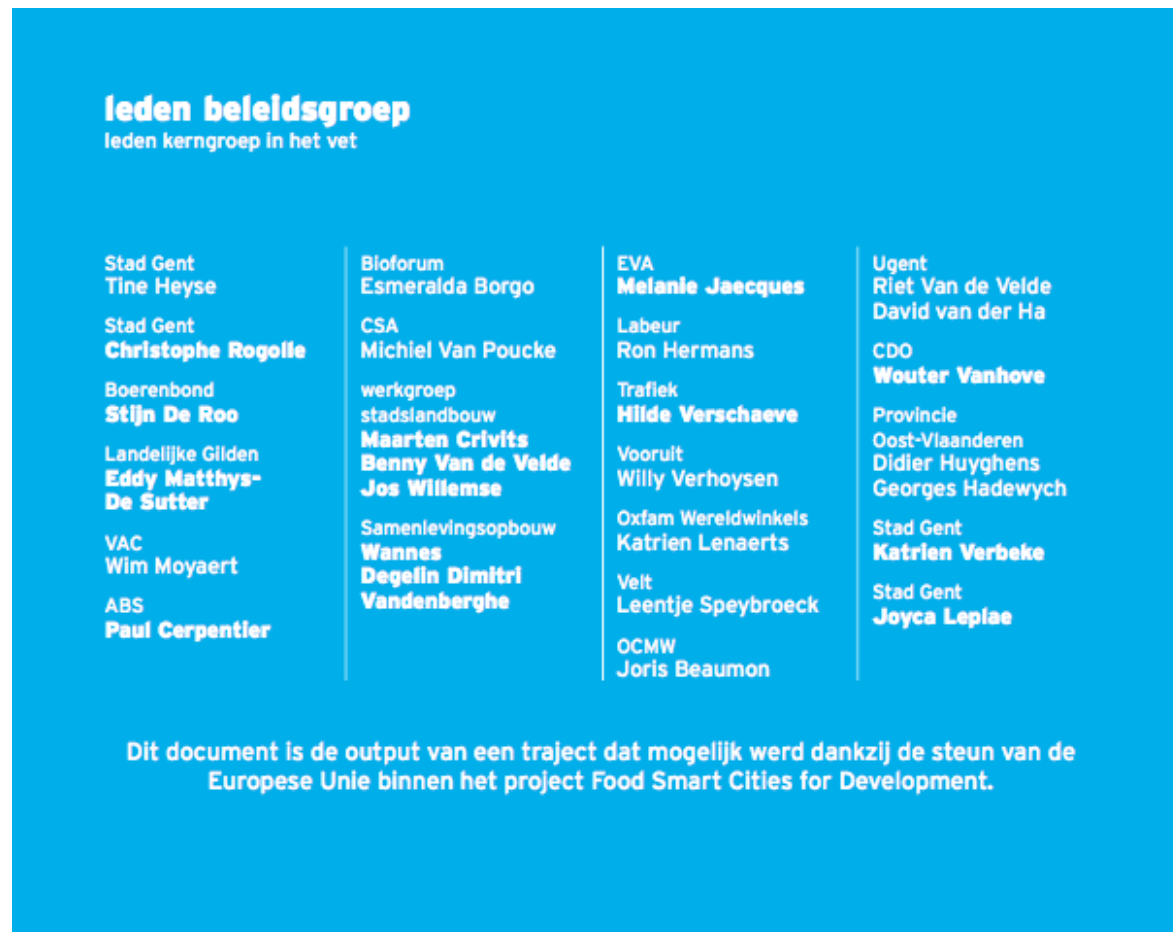 leden beleidsgroep
leden kerngroep in het vet
Stad Gent
Tine Heyse
Stad Gent
Christophe Rogolle
Boerenbond
Stijn De Roo
Landelijke Gilden
Eddy Matthys-
De Sutter
VAC
Wim Moyaert
ABS
Paul Cerpentier
Bioforum
Esmeralda Borgo
CSA
Michiel Van Poucke
werkgroep
stadslandbouw
Maarten Crivits
Benny Van de Velde
Jos Willemse
Samenlevingsopbouw
Wannes
Degelin Dimitri
Vandenberghe
EVA
Melanie Jaecques
Labeur
Ron Hermans
Trafiek
Hilde Verschaeve
Vooruit
Willy Verhoysen
Oxfam Wereldwinkels
Katrien Lenaerts
Velt
Leentje Speybroeck
OCMW
Joris Beaumon
Ugent
Riet Van de Velde
David van der Ha
CDO
Wouter Vanhove
Provincie
Oost-Vlaanderen
Didier Huyghens
Georges Hadewych
Stad Gent
Katrien Verbeke
Stad Gent
Joyca Leplae
Dit document is de output van een traject dat mogelijk werd dankzij de steun van de
Europese Unie binnen het project Food Smart Cities for Development.